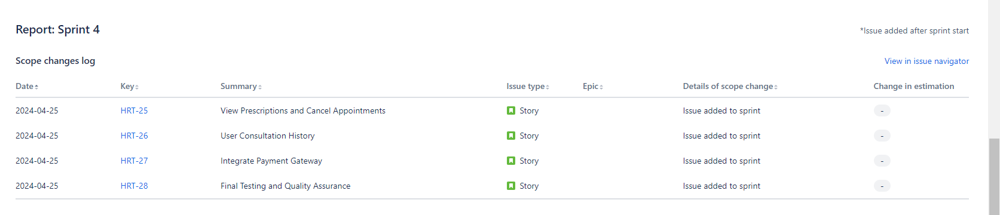 Report: Sprint 4
*Issue added after sprint start
Scope changes log
View in issue navigator
Date Key Summary Issue type Epic Details of scope change Change in estimation
2024-04-25 HRT-25 View Prescriptions and Cancel Appointments Story Issue added to sprint -
2024-04-25 HRT-26 User Consultation History Story Issue added to sprint -
2024-04-25 HRT-27 Integrate Payment Gateway Story Issue added to sprint -
2024-04-25 HRT-28 Final Testing and Quality Assurance Story Issue added to sprint -